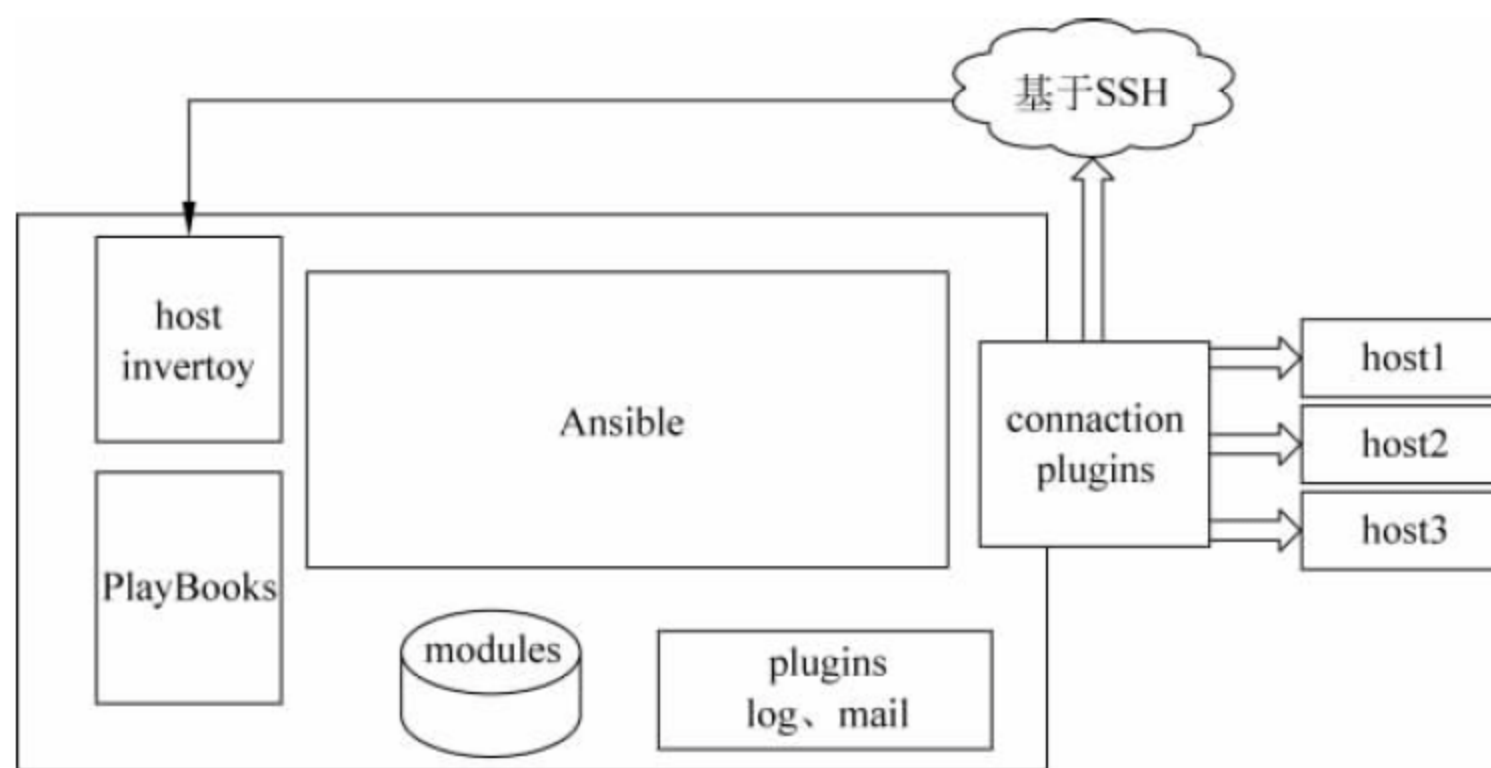 基于SSH
host
invertoy
Ansible
connaction
plugins
host1
host2
host3
PlayBooks
modules
plugins
log、mail